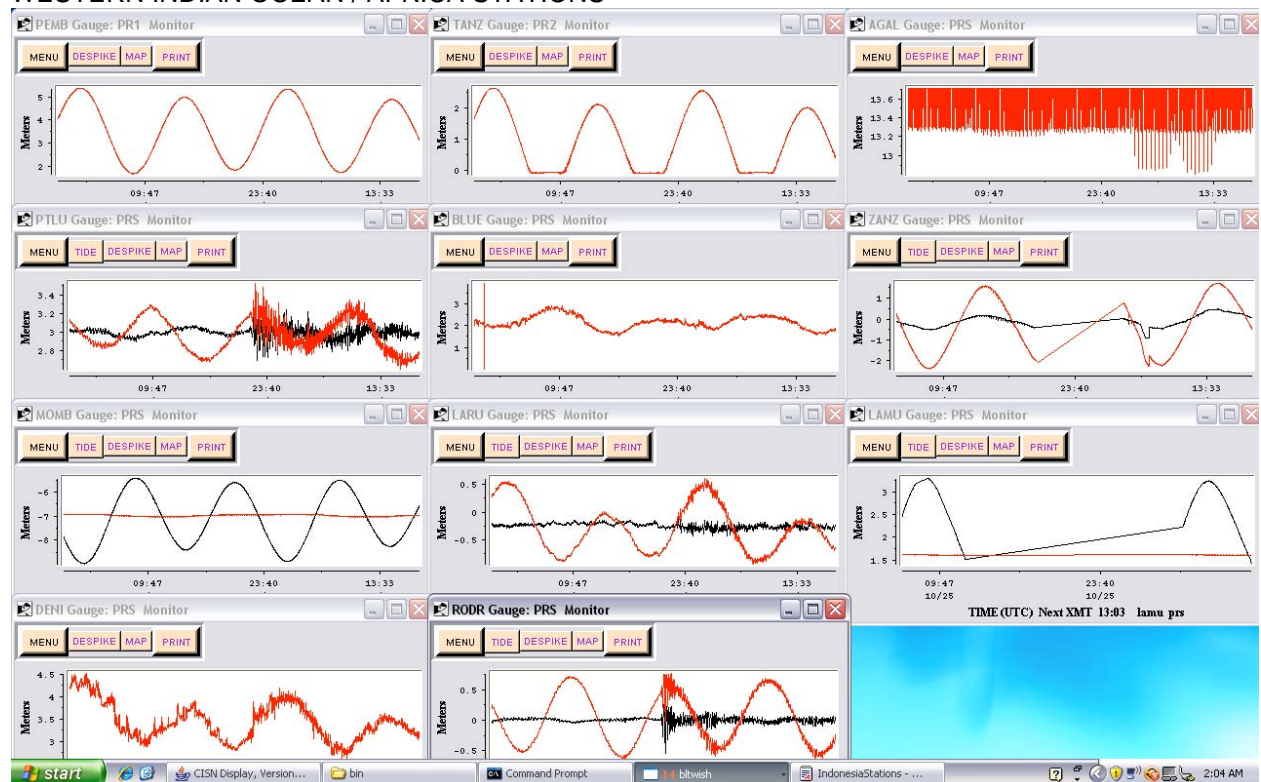 WESTERN INDIAN OCEAN / AFRICA STATIONS
PEMB Gauge: PR1 Monitor
MENU DESPIKE MAP PRINT
Meters
5
4
3
2
09:47 23:40 13:33
TANZ Gauge: PR2 Monitor
MENU DESPIKE MAP PRINT
Meters
2
1
0
09:47 23:40 13:33
AGAL Gauge: PRS Monitor
MENU DESPIKE MAP PRINT
Meters
13.6
13.4
13.2
13
09:47 23:40 13:33
PTLU Gauge: PRS Monitor
MENU TIDE DESPIKE MAP PRINT
Meters
3.4
3.2
3
2.8
09:47 23:40 13:33
BLUE Gauge: PRS Monitor
MENU DESPIKE MAP PRINT
Meters
3
2
1
09:47 23:40 13:33
ZANZ Gauge: PRS Monitor
MENU TIDE DESPIKE MAP PRINT
Meters
1
0
-1
-2
09:47 23:40 13:33
MOMB Gauge: PRS Monitor
MENU TIDE DESPIKE MAP PRINT
Meters
-6
-7
-8
09:47 23:40 13:33
LARU Gauge: PRS Monitor
MENU TIDE DESPIKE MAP PRINT
Meters
0.5
0
-0.5
09:47 23:40 13:33
LAMU Gauge: PRS Monitor
MENU TIDE DESPIKE MAP PRINT
Meters
3
2.5
2
1.5
09:47 23:40
10/25 10/25
TIME (UTC) Next XMT 13:03 lamu prs
DENI Gauge: PRS Monitor
MENU DESPIKE MAP PRINT
Meters
4.5
4
3.5
3
RODR Gauge: PRS Monitor
MENU TIDE DESPIKE MAP PRINT
Meters
0.5
0
-0.5
start CISN Display, Version... bin Command Prompt bltwish IndonesiaStations - ... 2:04 AM